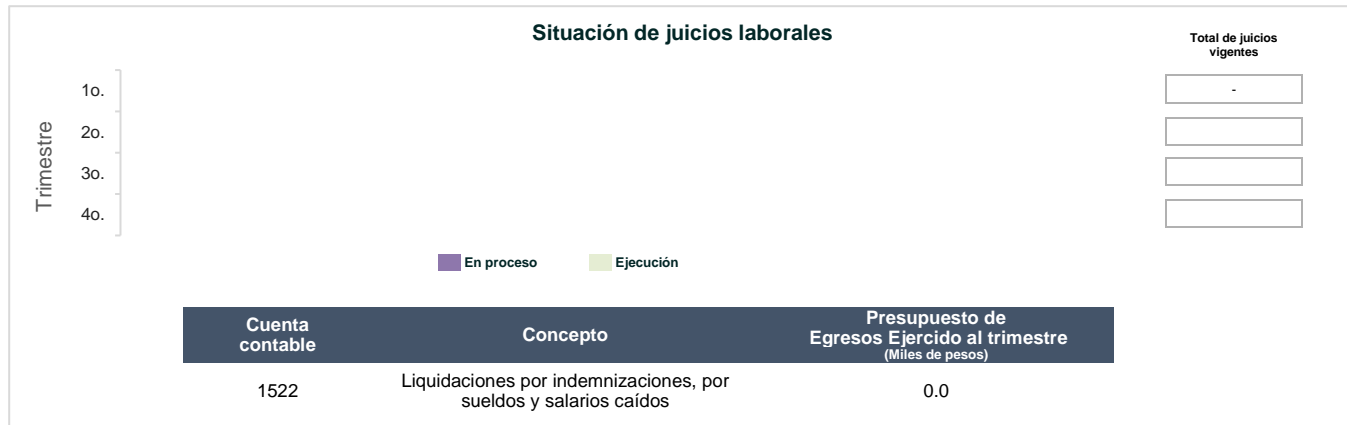 Situación de juicios laborales
Total de juicios
vigentes
Trimestre
1o.
-
2o.
3o.
4o.
En proceso
Ejecución
Cuenta
contable
Concepto
Presupuesto de
Egresos Ejercido al trimestre
(Miles de pesos)
1522
Liquidaciones por indemnizaciones, por
sueldos y salarios caídos
0.0